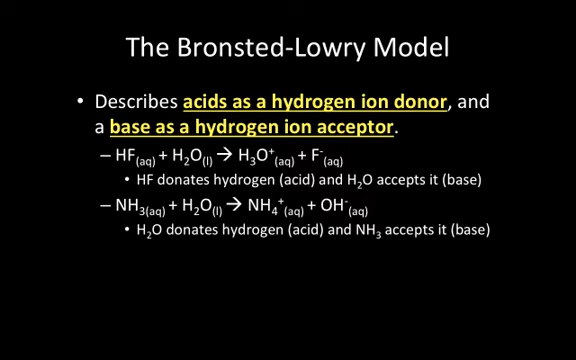 The Bronsted-Lowry Model
• Describes acids as a hydrogen ion donor, and
a base as a hydrogen ion acceptor.
– HF(aq) + H₂O(l) → H₃O⁺(aq) + F⁻(aq)
• HF donates hydrogen (acid) and H₂O accepts it (base)
– NH₃(aq) + H₂O(l) → NH₄⁺(aq) + OH⁻(aq)
• H₂O donates hydrogen (acid) and NH₃ accepts it (base)